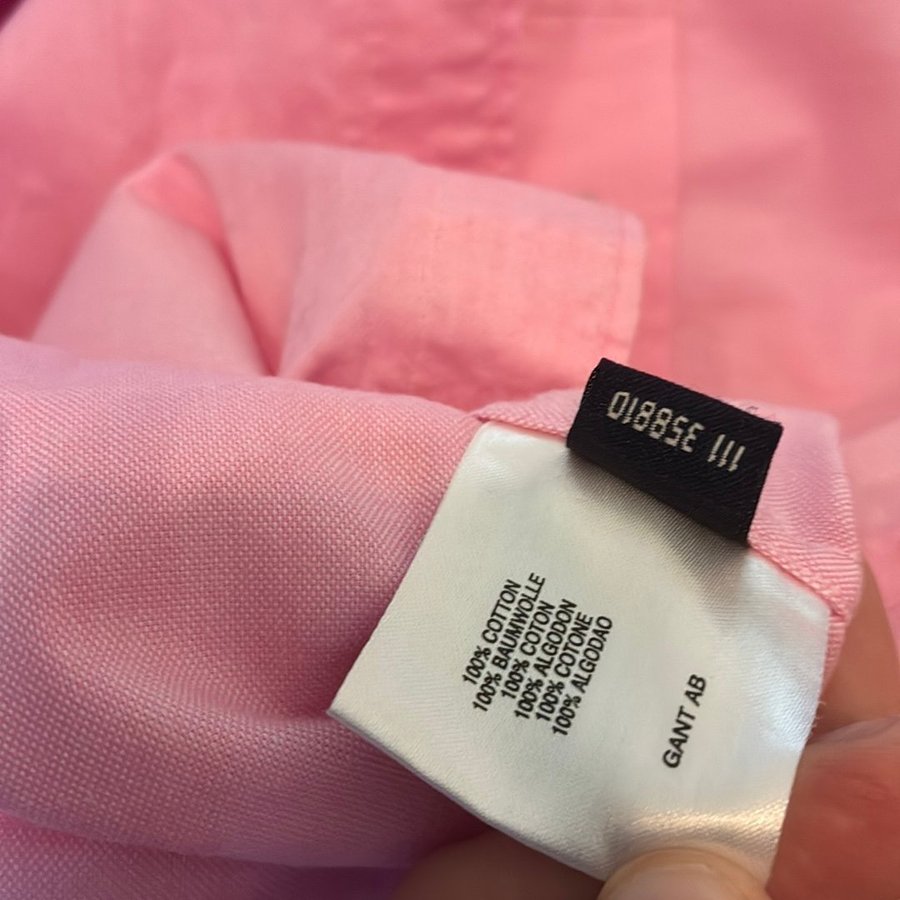 111 358810
100% COTTON
100% BAUMWOLLE
100% COTON
100% ALGODON
100% COTONE
100% ALGODAO
GANT AB